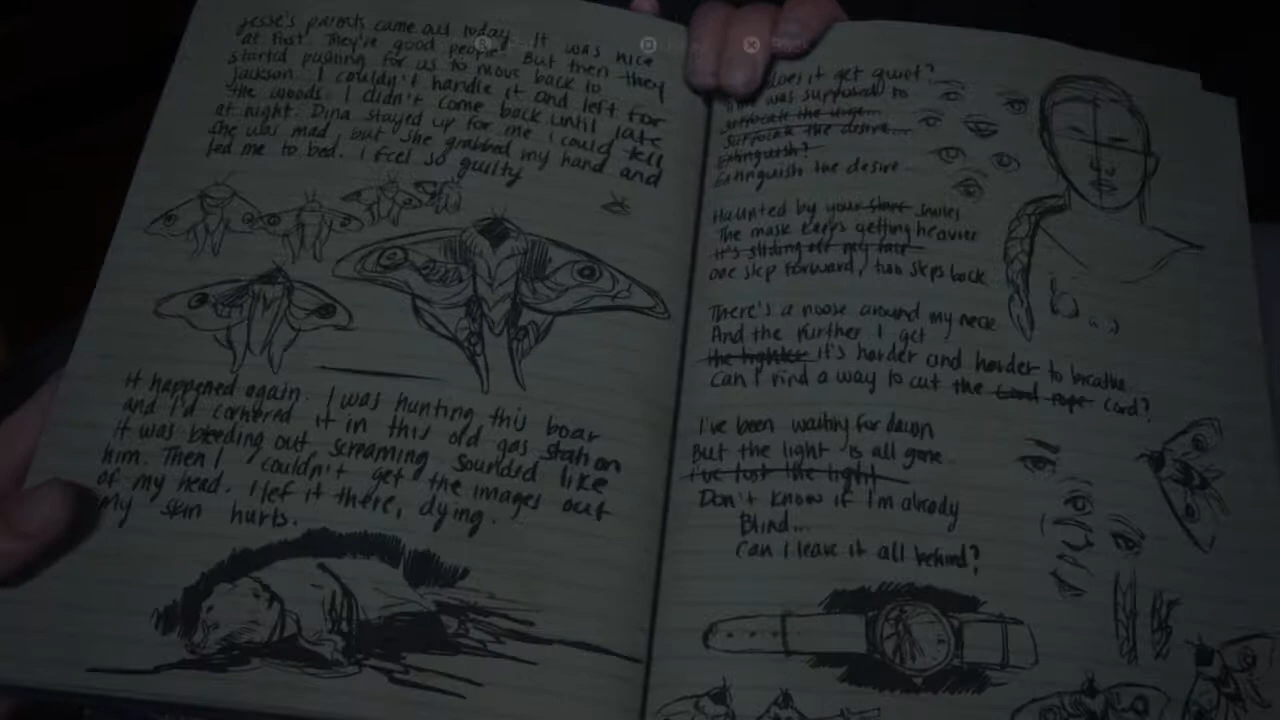 Jesse's parents came out today. It was nice
at first. They're good people. But then they
started pushing for us to move back to
Jackson. I couldn't handle it and left for
the woods. I didn't come back until late
at night. Dina stayed up for me. I could tell
she was mad, but she grabbed my hand and
led me to bed. I feel so guilty
It happened again. I was hunting this boar
and I'd cornered it in this old gas station
It was bleeding out screaming. Sounded like
him. Then I couldn't get the images out
of my head. I lef it there, dying.
My skin hurts.
does it get quiet?
was supposed to
suffocate the urge...
suffocate the desire...
Extinguish?
Extinguish the desire...
Haunted by your stare smiles
The mask keeps getting heavier
it's sliding off my face
one step forward, two steps back
There's a noose around my neck
And the further I get
the tighter it's harder and harder to breathe
Can I find a way to cut the rope cord?
I've been waiting for dawn
But the light is all gone
I've lost the light
Don't know if I'm already
Blind...
Can I leave it all behind?